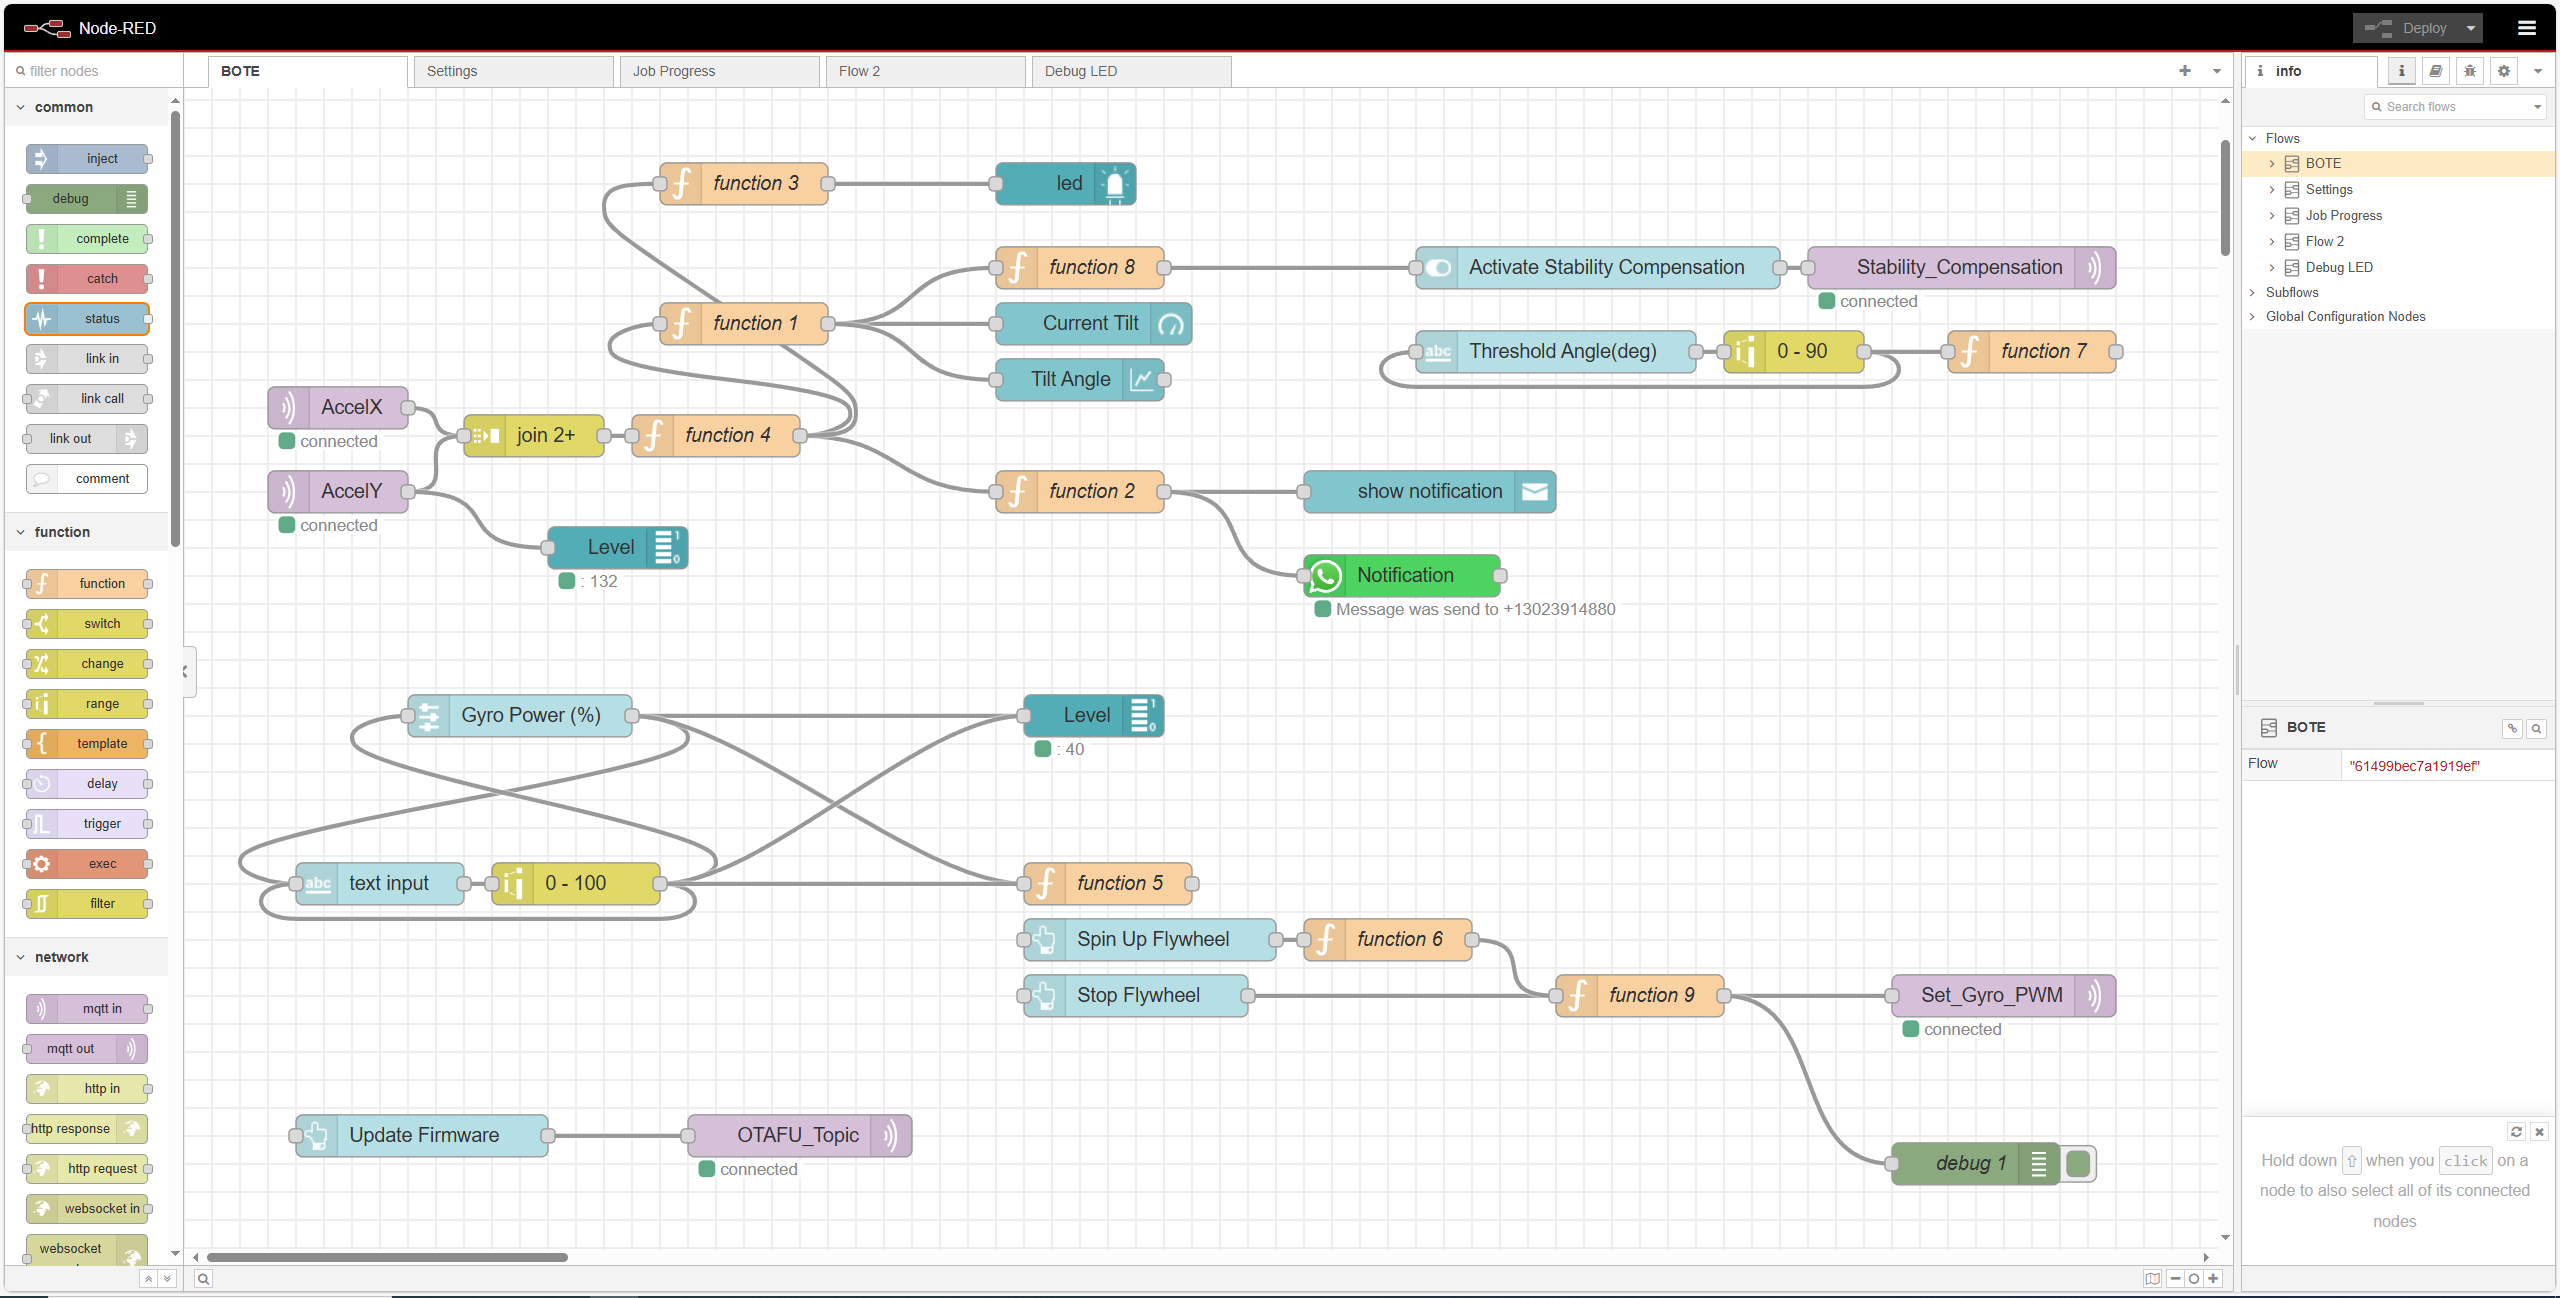 Node-RED
Deploy
filter nodes
BOTE
Settings
Job Progress
Flow 2
Debug LED
info
common
inject
debug
complete
catch
status
link in
link call
link out
comment
function
function
switch
change
range
template
delay
trigger
exec
filter
network
mqtt in
mqtt out
http in
http response
http request
websocket in
websocket
function 3
led
function 8
Activate Stability Compensation
Stability_Compensation
connected
function 1
Current Tilt
Tilt Angle
abc
Threshold Angle(deg)
0 - 90
function 7
AccelX
connected
join 2+
function 4
AccelY
connected
Level
: 132
function 2
show notification
Notification
Message was send to +13023914880
Gyro Power (%)
Level
: 40
abc
text input
0 - 100
function 5
Spin Up Flywheel
function 6
Stop Flywheel
function 9
Set_Gyro_PWM
connected
Update Firmware
OTAFU_Topic
connected
debug 1
Search flows
Flows
BOTE
Settings
Job Progress
Flow 2
Debug LED
Subflows
Global Configuration Nodes
BOTE
Flow
"61499bec7a1919ef"
Hold down ⇧ when you click on a
node to also select all of its connected
nodes